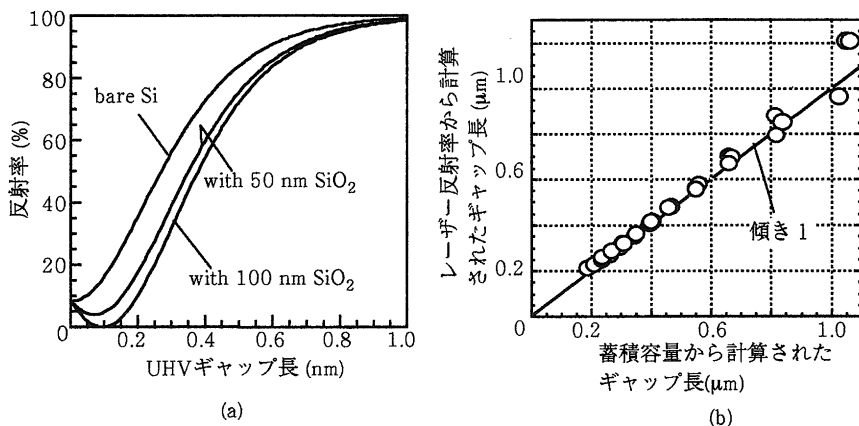 100
80
60
40
20
0
反射率 (%)
bare Si
with 50 nm SiO₂
with 100 nm SiO₂
0.2
0.4
0.6
0.8
1.0
0
UHVギャップ長 (nm)
(a)
レーザー反射率から計算
されたギャップ長 (μm)
1.0
0.6
0.2
傾き 1
0
0.2
0.6
1.0
蓄積容量から計算された
ギャップ長(μm)
(b)